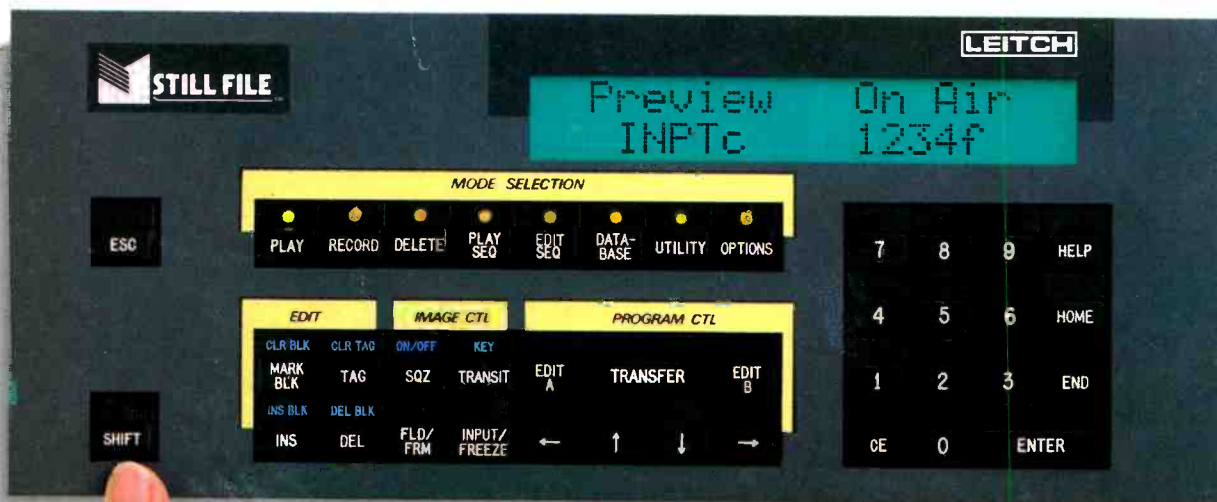 LEITCH
STILL FILE
Preview On Air
INPTc 1234f
MODE SELECTION
PLAY RECORD DELETE PLAY SEQ EDIT SEQ DATA-BASE UTILITY OPTIONS
ESC
7 8 9 HELP
EDIT IMAGE CTL PROGRAM CTL
4 5 6 HOME
CLR BLK CLR TAG ON/OFF KEY
MARK BLK TAG SQZ TRANSIT EDIT A TRANSFER EDIT B
1 2 3 END
INS BLK DEL BLK
SHIFT
INS DEL FLD/FRM INPUT/FREEZE ← ↑ ↓ →
CE 0 ENTER